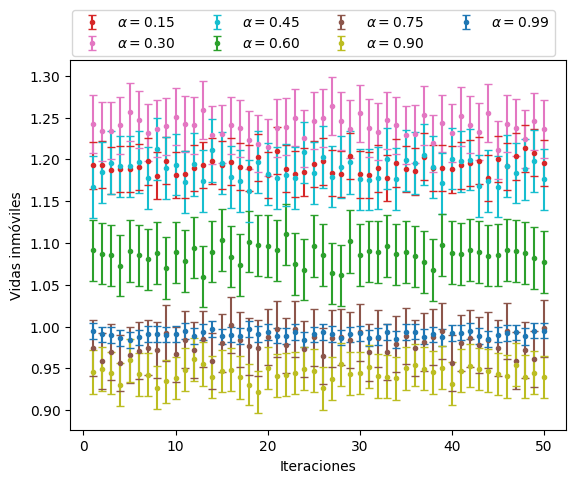 α = 0.15 α = 0.45 α = 0.75 α = 0.99
α = 0.30 α = 0.60 α = 0.90
1.30
1.25
1.20
1.15
1.10
1.05
1.00
0.95
0.90
Vidas inmóviles
0 10 20 30 40 50
Iteraciones